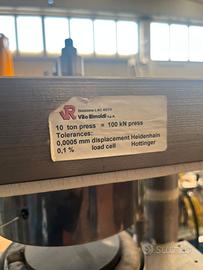 Vito Rimoldi S.p.A.
10 ton press = 100 kN press
Tolerances:
0,0005 mm displacement Heidenhain
0,1 % load cell Hottinger
subito